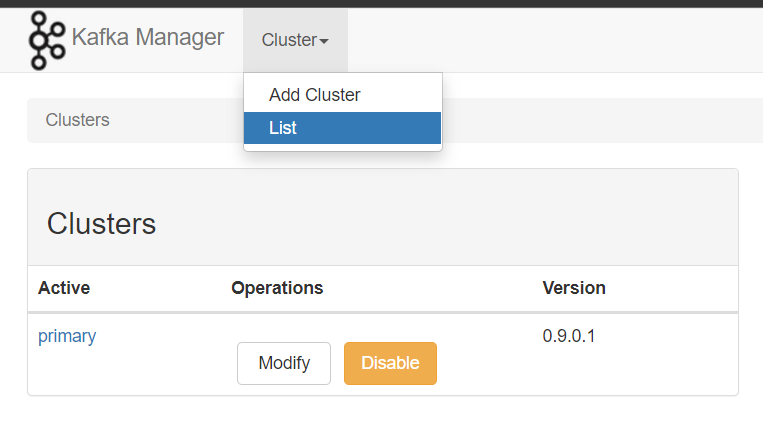 Kafka Manager Cluster
Add Cluster
List
Clusters
Clusters
Active Operations Version
primary 0.9.0.1
Modify Disable